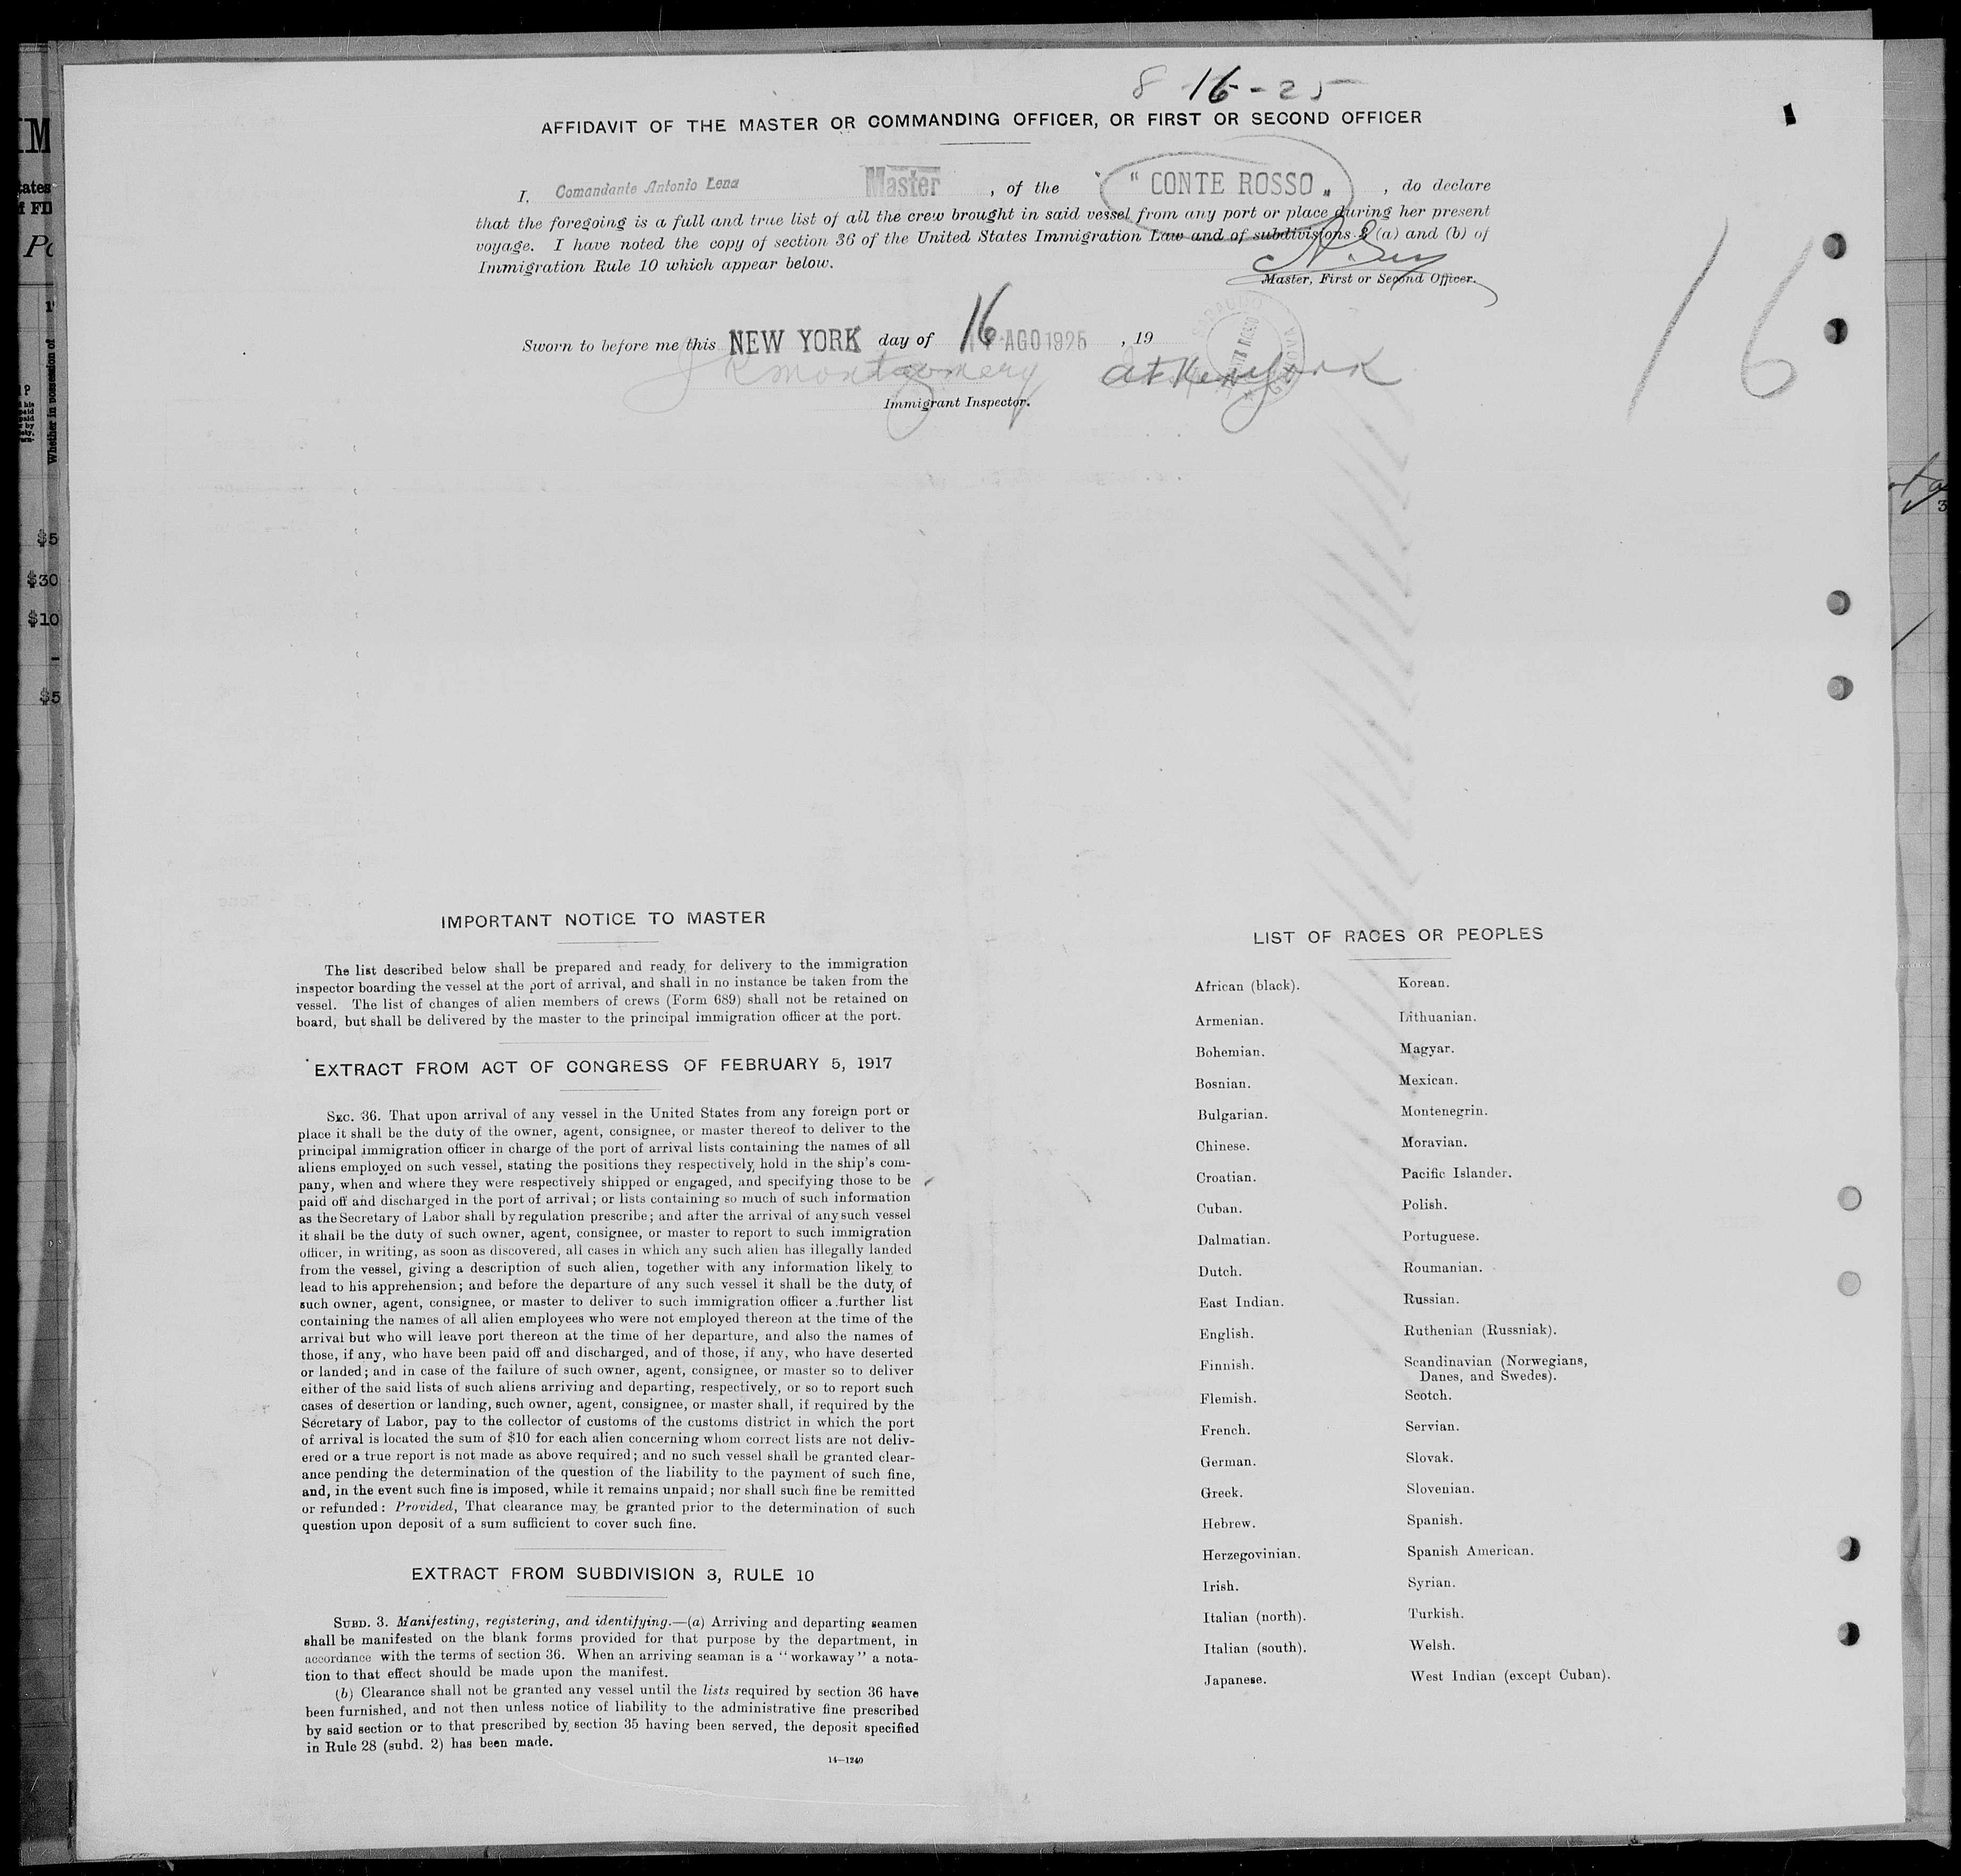 8 16-25
AFFIDAVIT OF THE MASTER OR COMMANDING OFFICER, OR FIRST OR SECOND OFFICER
I, Comandante Antonio Lena Master, of the " CONTE ROSSO „, do declare
that the foregoing is a full and true list of all the crew brought in said vessel from any port or place during her present
voyage. I have noted the copy of section 36 of the United States Immigration Law and of subdivisions 3 (a) and (b) of
Immigration Rule 10 which appear below.
Master, First or Second Officer.
16
Sworn to before me this NEW YORK day of 16 AGO 1925, 19
Montgomery at New York
Immigrant Inspector.
IMPORTANT NOTICE TO MASTER
The list described below shall be prepared and ready for delivery to the immigration
inspector boarding the vessel at the port of arrival, and shall in no instance be taken from the
vessel. The list of changes of alien members of crews (Form 689) shall not be retained on
board, but shall be delivered by the master to the principal immigration officer at the port.
EXTRACT FROM ACT OF CONGRESS OF FEBRUARY 5, 1917
SEC. 36. That upon arrival of any vessel in the United States from any foreign port or
place it shall be the duty of the owner, agent, consignee, or master thereof to deliver to the
principal immigration officer in charge of the port of arrival lists containing the names of all
aliens employed on such vessel, stating the positions they respectively hold in the ship's com-
pany, when and where they were respectively shipped or engaged, and specifying those to be
paid off and discharged in the port of arrival; or lists containing so much of such information
as the Secretary of Labor shall by regulation prescribe; and after the arrival of any such vessel
it shall be the duty of such owner, agent, consignee, or master to report to such immigration
officer, in writing, as soon as discovered, all cases in which any such alien has illegally landed
from the vessel, giving a description of such alien, together with any information likely to
lead to his apprehension; and before the departure of any such vessel it shall be the duty of
such owner, agent, consignee, or master to deliver to such immigration officer a further list
containing the names of all alien employees who were not employed thereon at the time of the
arrival but who will leave port thereon at the time of her departure, and also the names of
those, if any, who have been paid off and discharged, and of those, if any, who have deserted
or landed; and in case of the failure of such owner, agent, consignee, or master so to deliver
either of the said lists of such aliens arriving and departing, respectively, or so to report such
cases of desertion or landing, such owner, agent, consignee, or master shall, if required by the
Secretary of Labor, pay to the collector of customs of the customs district in which the port
of arrival is located the sum of $10 for each alien concerning whom correct lists are not deliv-
ered or a true report is not made as above required; and no such vessel shall be granted clear-
ance pending the determination of the question of the liability to the payment of such fine,
and, in the event such fine is imposed, while it remains unpaid; nor shall such fine be remitted
or refunded: Provided, That clearance may be granted prior to the determination of such
question upon deposit of a sum sufficient to cover such fine.
EXTRACT FROM SUBDIVISION 3, RULE 10
SUBD. 3. Manifesting, registering, and identifying.—(a) Arriving and departing seamen
shall be manifested on the blank forms provided for that purpose by the department, in
accordance with the terms of section 36. When an arriving seaman is a "workaway" a nota-
tion to that effect should be made upon the manifest.
(b) Clearance shall not be granted any vessel until the lists required by section 36 have
been furnished, and not then unless notice of liability to the administrative fine prescribed
by said section or to that prescribed by section 35 having been served, the deposit specified
in Rule 28 (subd. 2) has been made.
14—1240
LIST OF RACES OR PEOPLES
African (black).
Armenian.
Bohemian.
Bosnian.
Bulgarian.
Chinese.
Croatian.
Cuban.
Dalmatian.
Dutch.
East Indian.
English.
Finnish.
Flemish.
French.
German.
Greek.
Hebrew.
Herzegovinian.
Irish.
Italian (north).
Italian (south).
Japanese.
Korean.
Lithuanian.
Magyar.
Mexican.
Montenegrin.
Moravian.
Pacific Islander.
Polish.
Portuguese.
Roumanian.
Russian.
Ruthenian (Russniak).
Scandinavian (Norwegians,
Danes, and Swedes).
Scotch.
Servian.
Slovak.
Slovenian.
Spanish.
Spanish American.
Syrian.
Turkish.
Welsh.
West Indian (except Cuban).
$5
$30
$10
$5